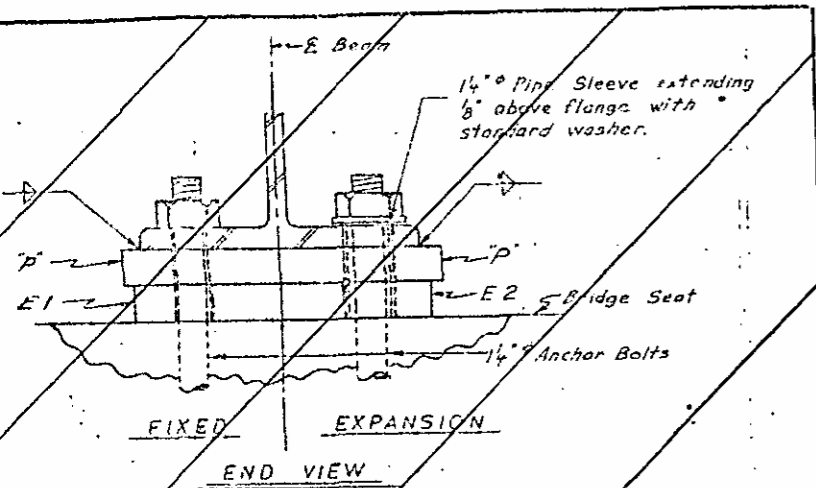 ℄ Beam
1¼"ᶲ Pipe Sleeve extending
⅛" above flange with
standard washer.
"P"
"P"
E1
E2
Bridge Seat
1¼"ᶲ Anchor Bolts
FIXED
EXPANSION
END VIEW